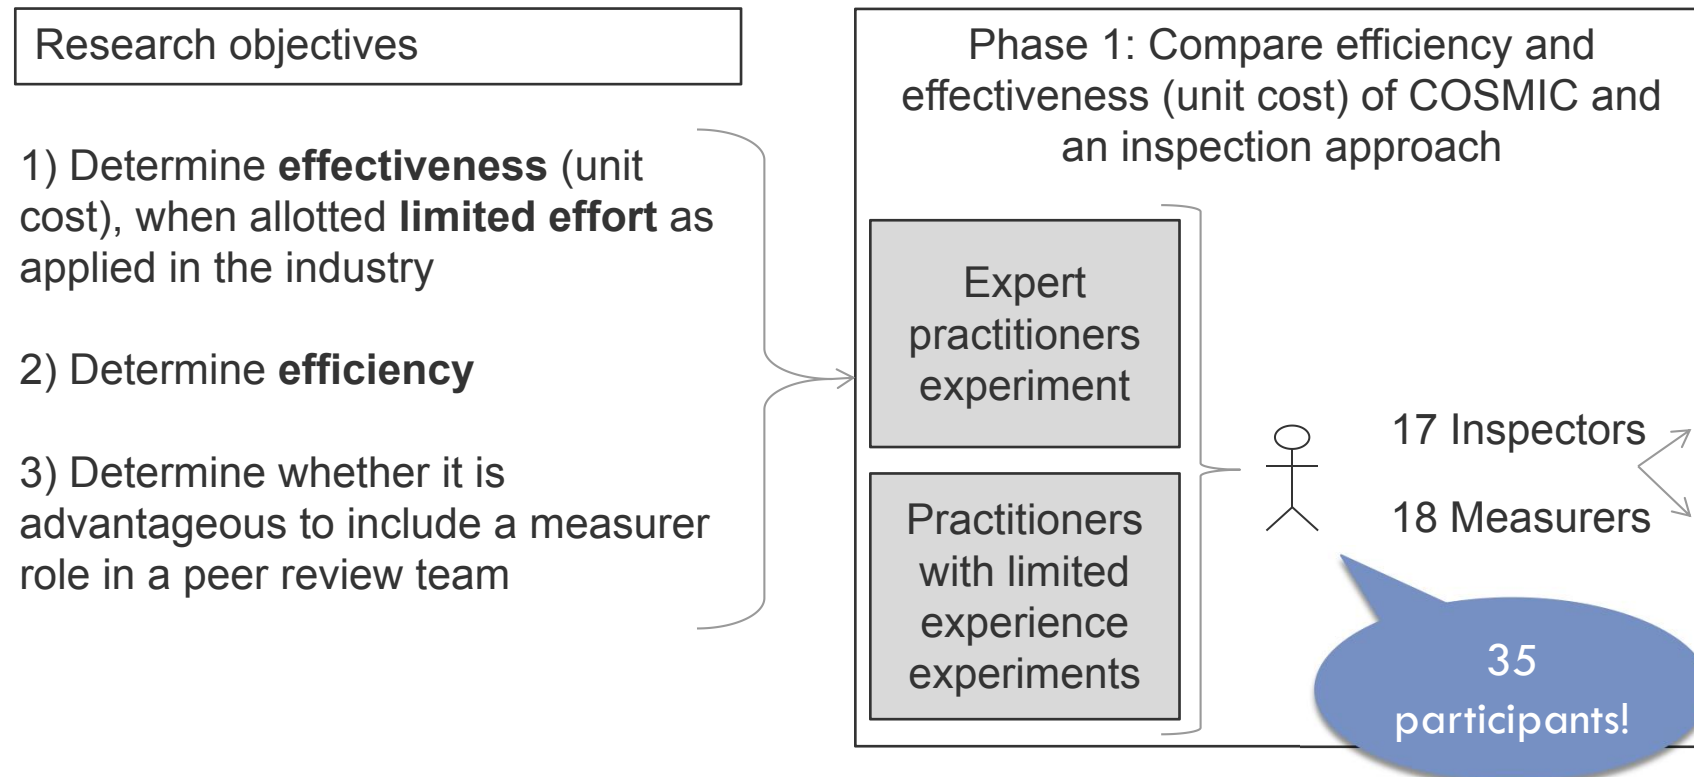 Research objectives
1) Determine effectiveness (unit
cost), when allotted limited effort as
applied in the industry
2) Determine efficiency
3) Determine whether it is
advantageous to include a measurer
role in a peer review team
Phase 1: Compare efficiency and
effectiveness (unit cost) of COSMIC and
an inspection approach
Expert
practitioners
experiment
Practitioners
with limited
experience
experiments
17 Inspectors
18 Measurers
35
participants!